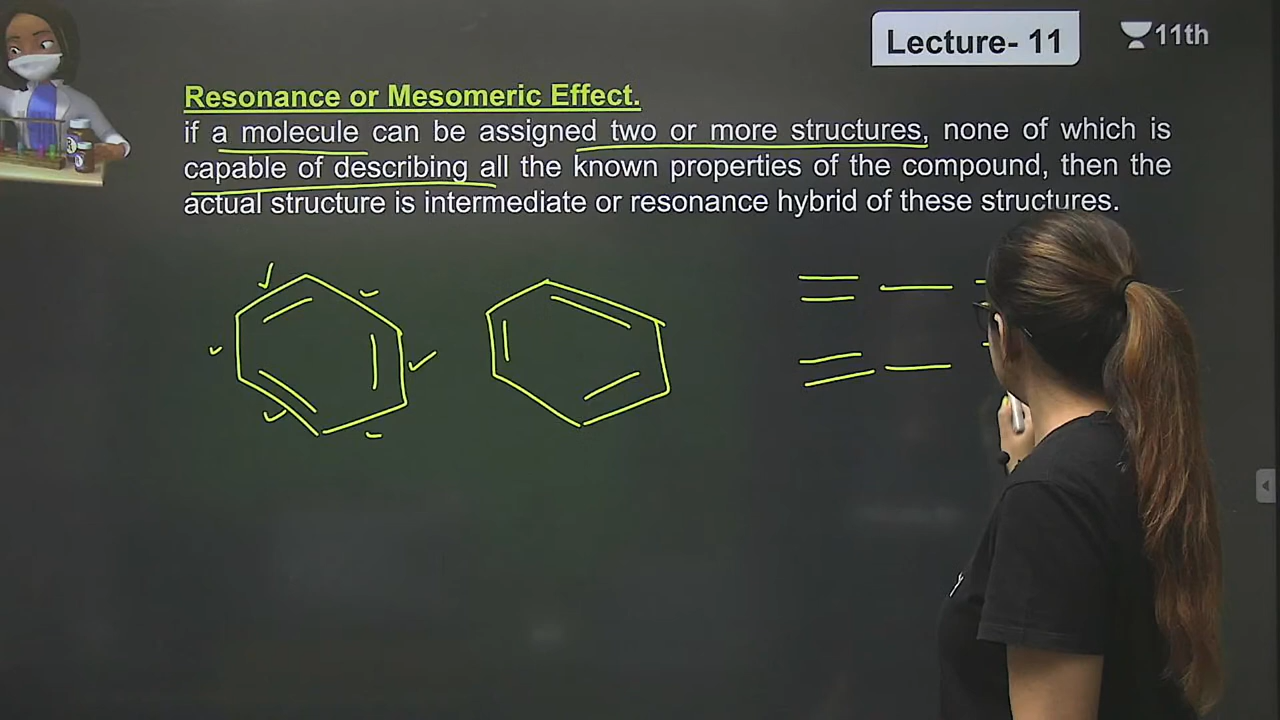 Lecture- 11
11th
Resonance or Mesomeric Effect.
if a molecule can be assigned two or more structures, none of which is
capable of describing all the known properties of the compound, then the
actual structure is intermediate or resonance hybrid of these structures.